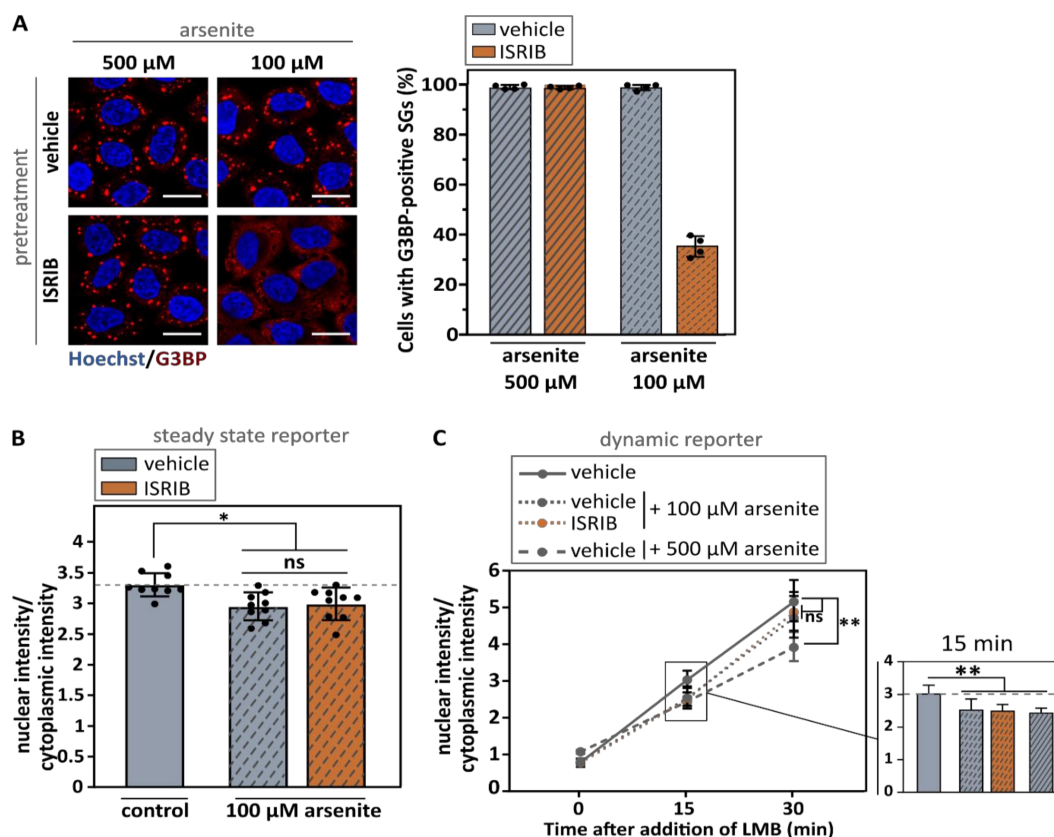 A
arsenite
500 µM 100 µM
pretreatment
vehicle
ISRIB
Hoechst/G3BP
vehicle
ISRIB
Cells with G3BP-positive SGs (%)
100
80
60
40
20
0
arsenite arsenite
500 µM 100 µM
B
steady state reporter
vehicle
ISRIB
nuclear intensity/
cytoplasmic intensity
4
3.5
3
2.5
2
1.5
1
0.5
0
*
ns
control 100 µM arsenite
C
dynamic reporter
vehicle
vehicle
ISRIB
+ 100 µM arsenite
vehicle + 500 µM arsenite
nuclear intensity/
cytoplasmic intensity
6
5
4
3
2
1
0
ns
**
0 15 30
Time after addition of LMB (min)
15 min
4
3
2
1
0
**